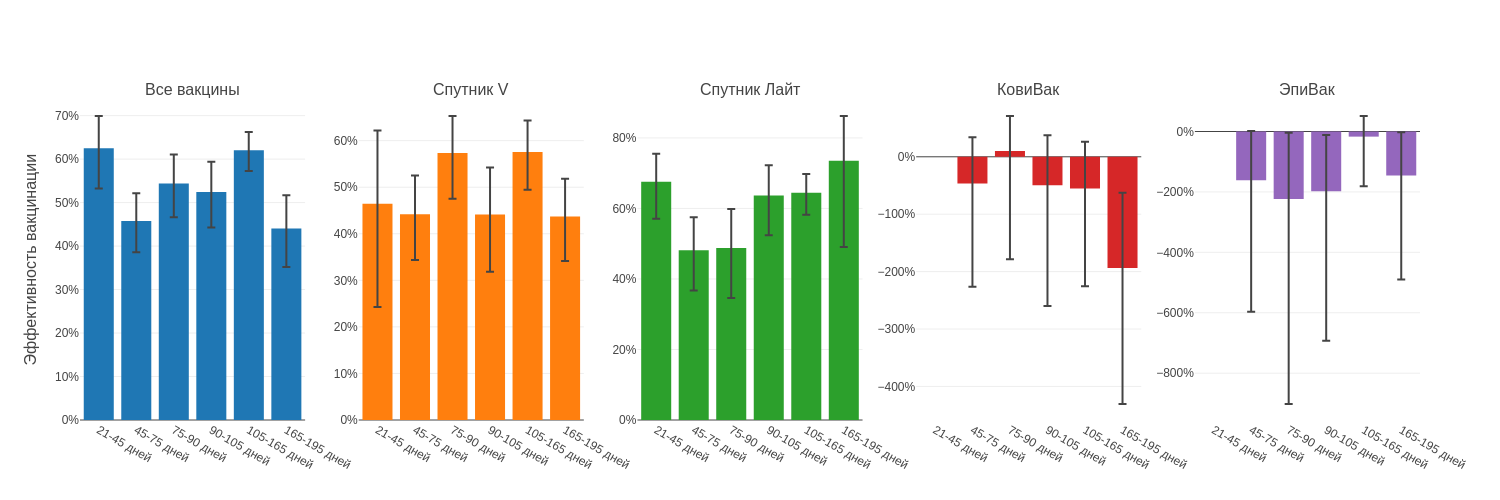 Все вакцины
Спутник V
Спутник Лайт
КовиВак
ЭпиВак
Эффективность вакцинации
70%
60%
50%
40%
30%
20%
10%
0%
21-45 дней
45-75 дней
75-90 дней
90-105 дней
105-165 дней
165-195 дней
60%
50%
40%
30%
20%
10%
0%
21-45 дней
45-75 дней
75-90 дней
90-105 дней
105-165 дней
165-195 дней
80%
60%
40%
20%
0%
21-45 дней
45-75 дней
75-90 дней
90-105 дней
105-165 дней
165-195 дней
0%
−100%
−200%
−300%
−400%
21-45 дней
45-75 дней
75-90 дней
90-105 дней
105-165 дней
165-195 дней
0%
−200%
−400%
−600%
−800%
21-45 дней
45-75 дней
75-90 дней
90-105 дней
105-165 дней
165-195 дней